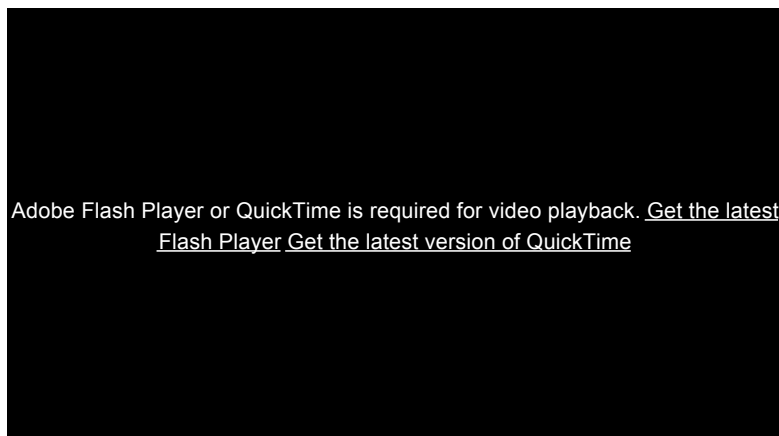 Adobe Flash Player or QuickTime is required for video playback. Get the latest
Flash Player Get the latest version of QuickTime